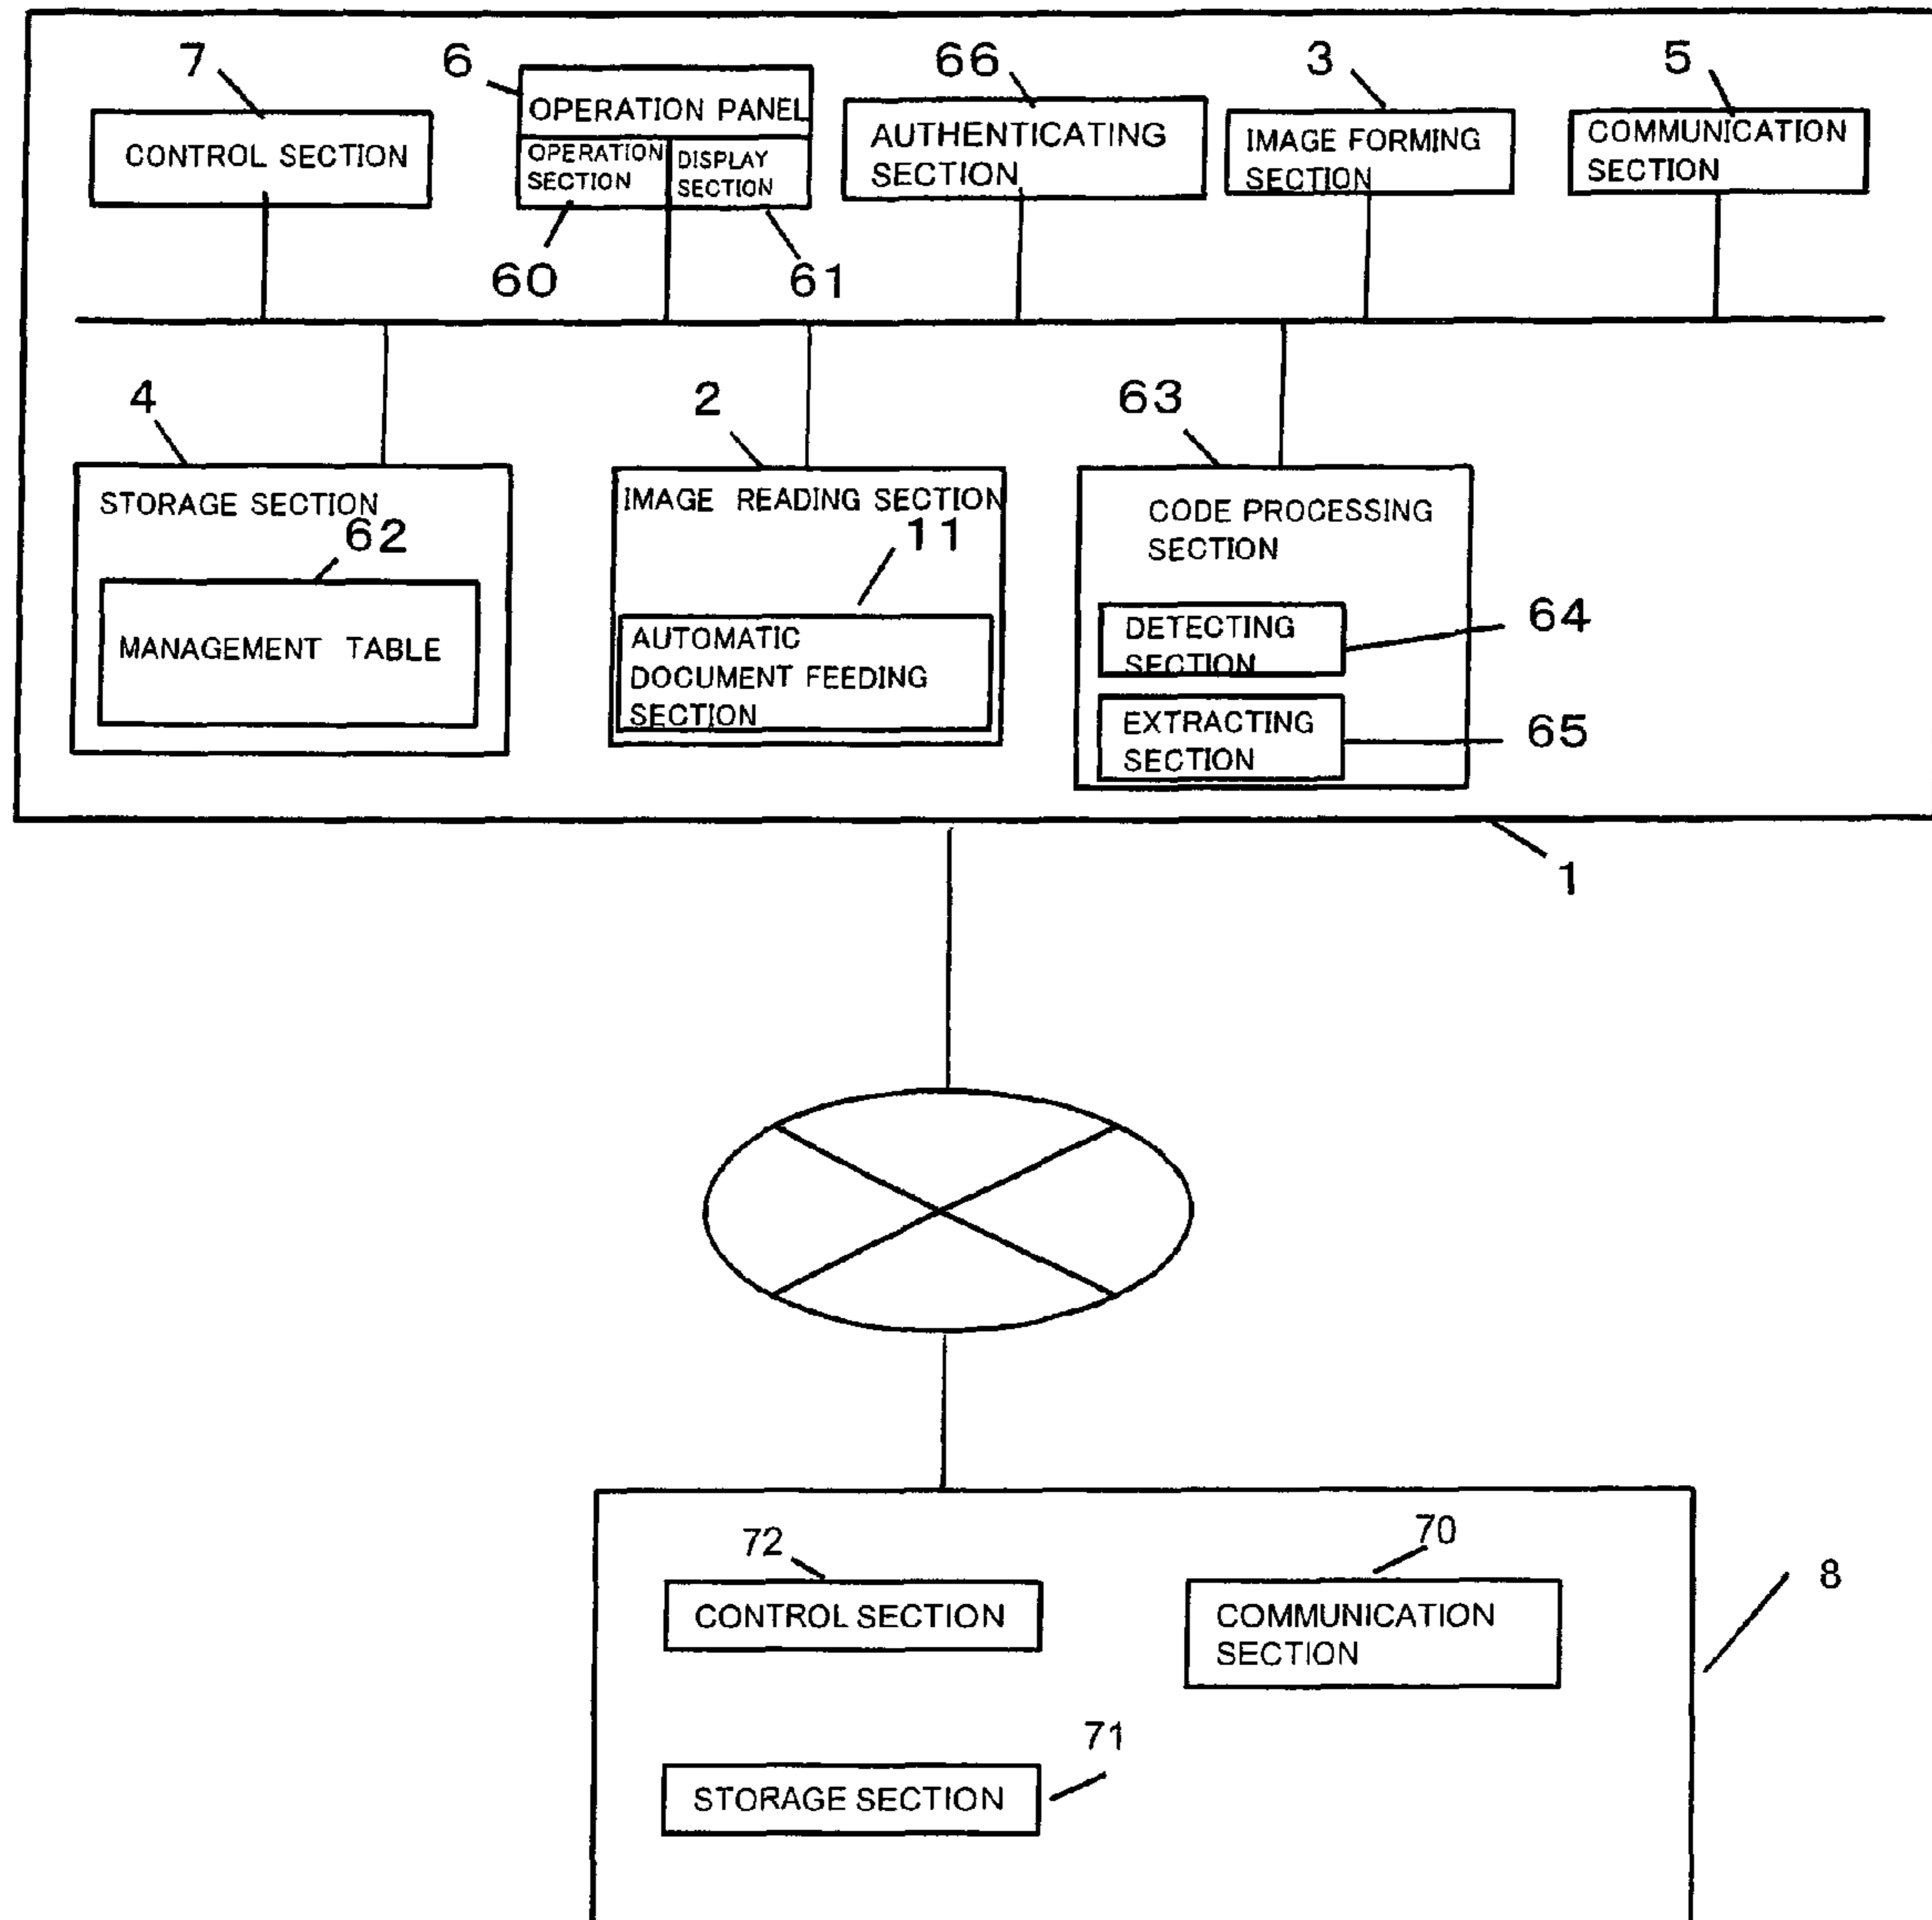 7
6
66
3
5
CONTROL SECTION
OPERATION PANEL
OPERATION
SECTION
DISPLAY
SECTION
AUTHENTICATING
SECTION
IMAGE FORMING
SECTION
COMMUNICATION
SECTION
60
61
4
2
63
STORAGE SECTION
62
MANAGEMENT TABLE
IMAGE READING SECTION
11
AUTOMATIC
DOCUMENT FEEDING
SECTION
CODE PROCESSING
SECTION
DETECTING
SECTION
64
EXTRACTING
SECTION
65
1
72
70
8
CONTROL SECTION
COMMUNICATION
SECTION
71
STORAGE SECTION